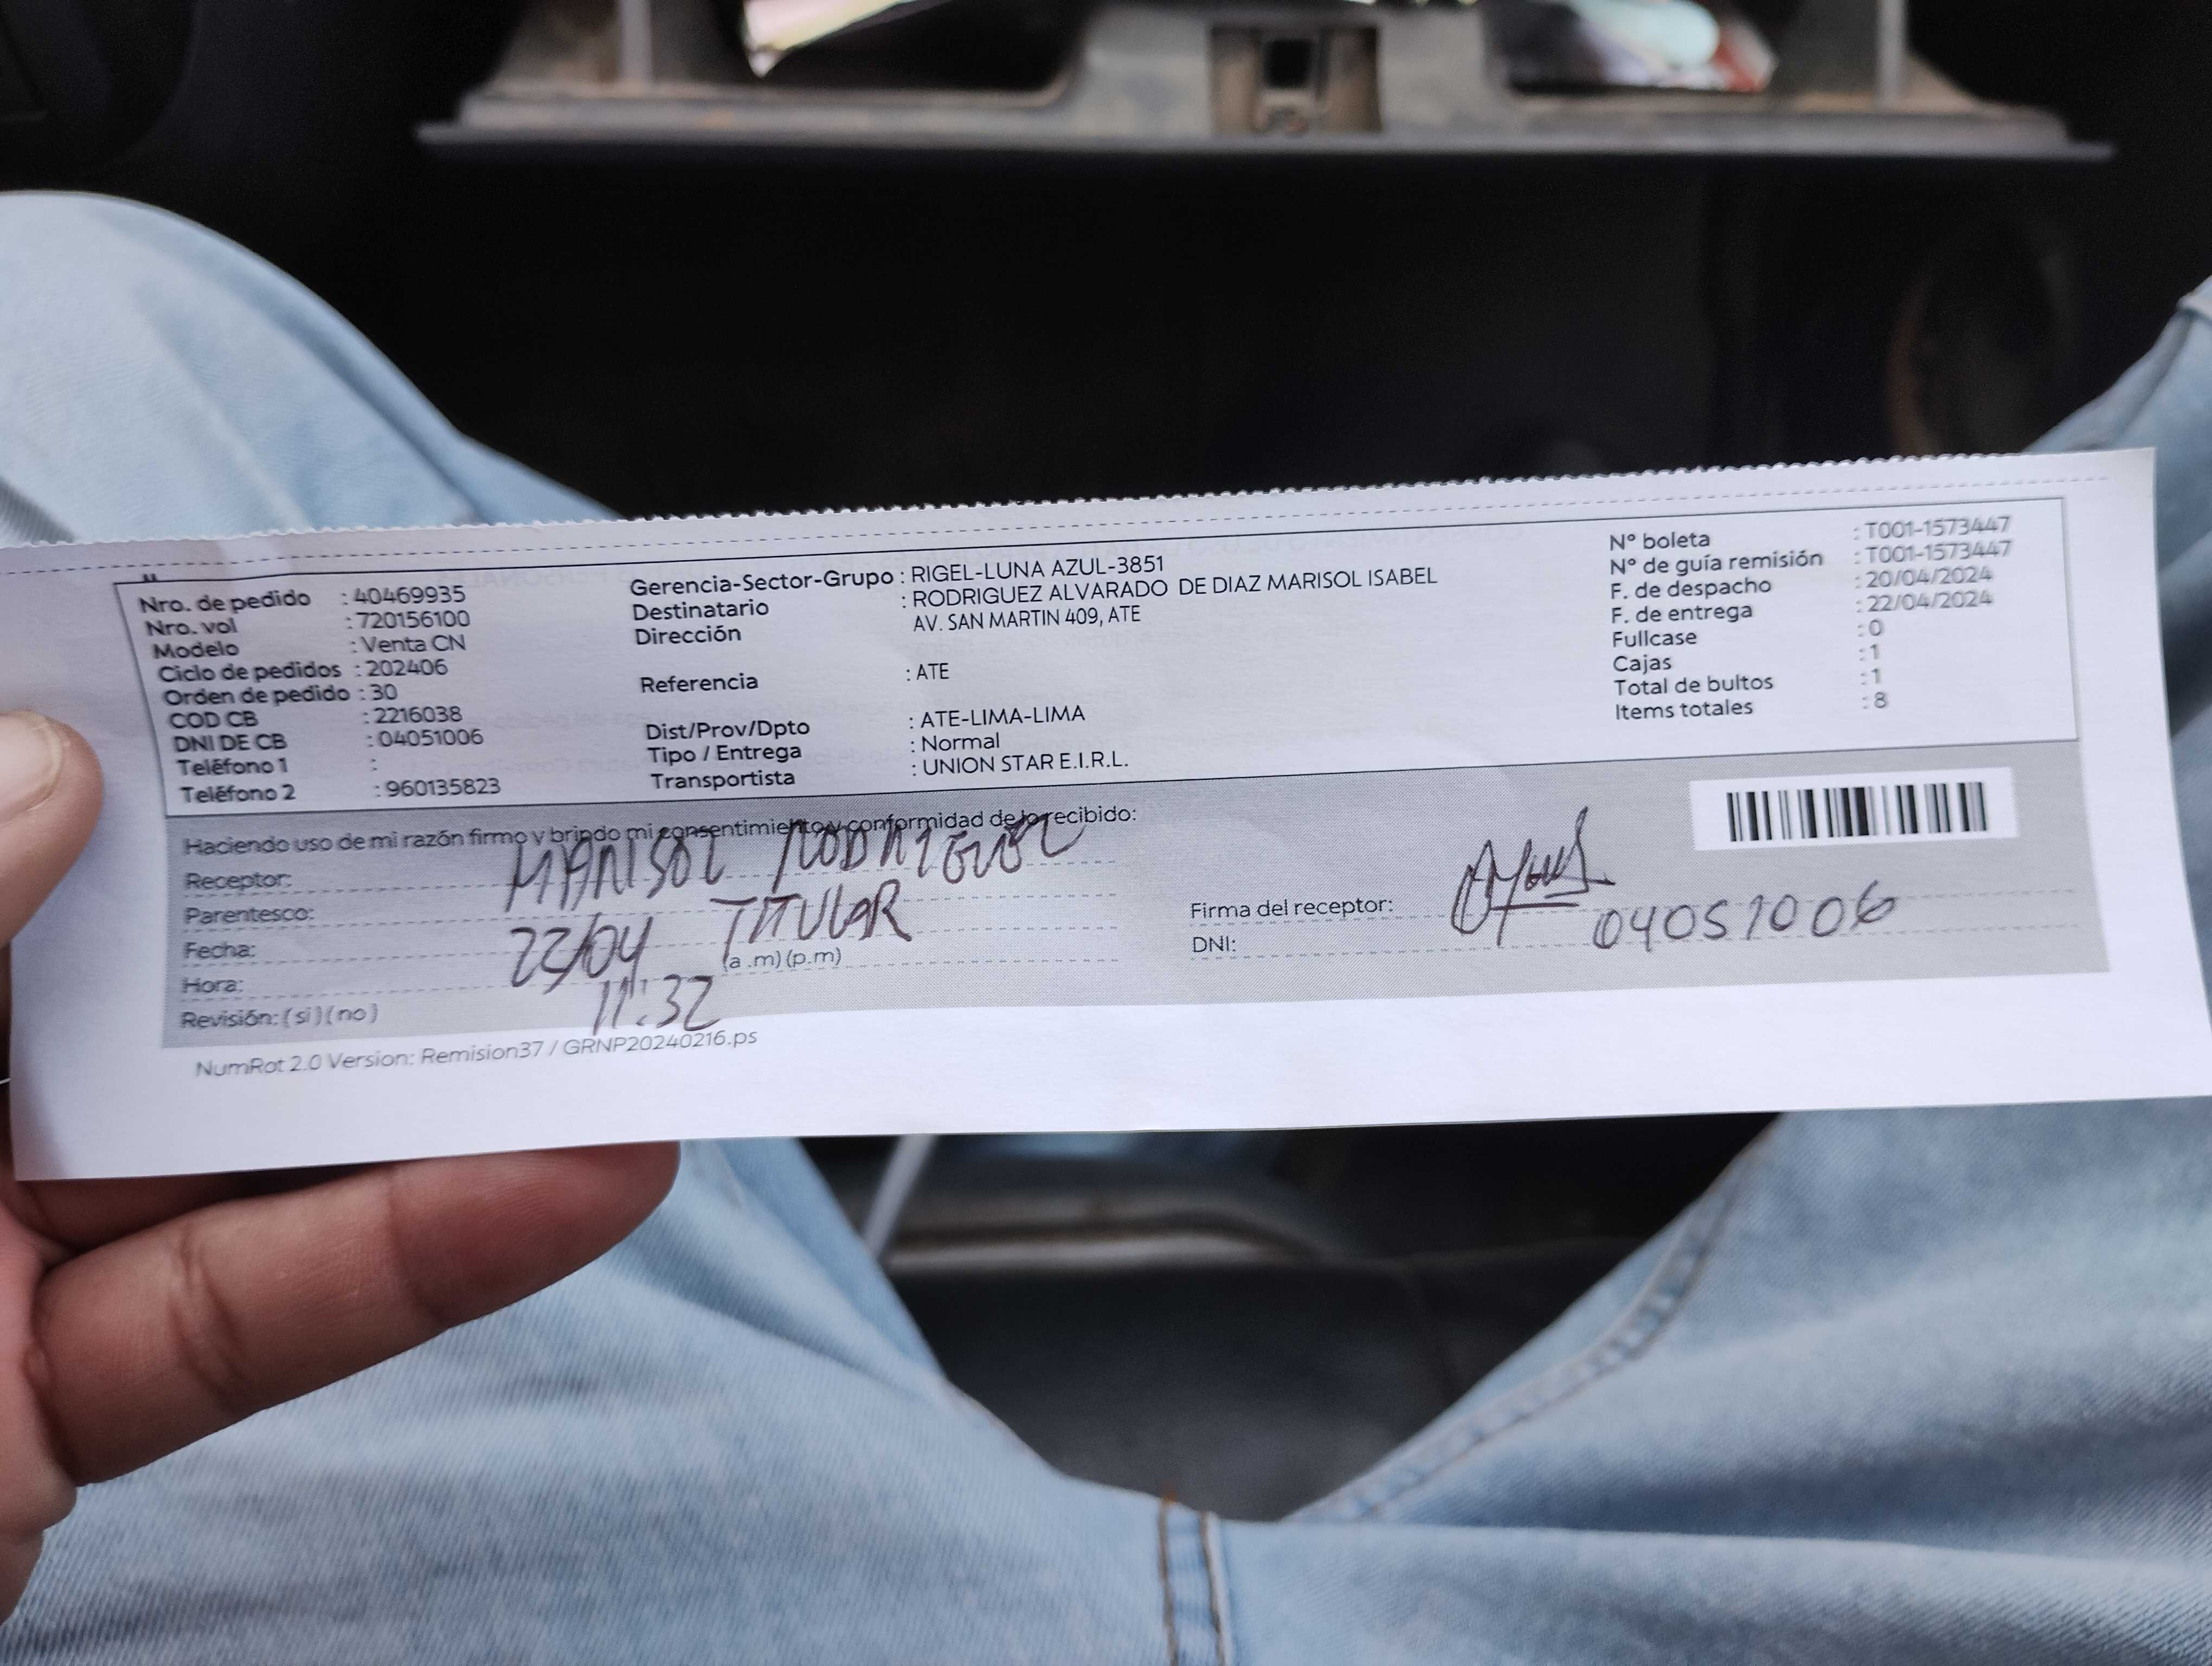 Nro. de pedido : 40469935
Nro. vol : 720156100
Modelo : Venta CN
Ciclo de pedidos : 202406
Orden de pedido : 30
COD CB : 2216038
DNI DE CB : 04051006
Teléfono 1 :
Teléfono 2 : 960135823
Gerencia-Sector-Grupo : RIGEL-LUNA AZUL-3851
Destinatario : RODRIGUEZ ALVARADO DE DIAZ MARISOL ISABEL
Dirección AV. SAN MARTIN 409, ATE
Referencia : ATE
Dist/Prov/Dpto : ATE-LIMA-LIMA
Tipo / Entrega : Normal
Transportista : UNION STAR E.I.R.L.
N° boleta : T001-1573447
N° de guía remisión : T001-1573447
F. de despacho : 20/04/2024
F. de entrega : 22/04/2024
Fullcase : 0
Cajas : 1
Total de bultos : 1
Items totales : 8
Haciendo uso de mi razón firmo y brindo mi consentimiento y conformidad de lo recibido:
Receptor: MARISOL RODRIGUEZ
Parentesco: TITULAR
Fecha: 22/04
Hora: 11:32 (a .m) (p.m)
Revisión: ( si ) ( no )
Firma del receptor:
DNI: 04051006
NumRot 2.0 Version: Remision37 / GRNP20240216.ps